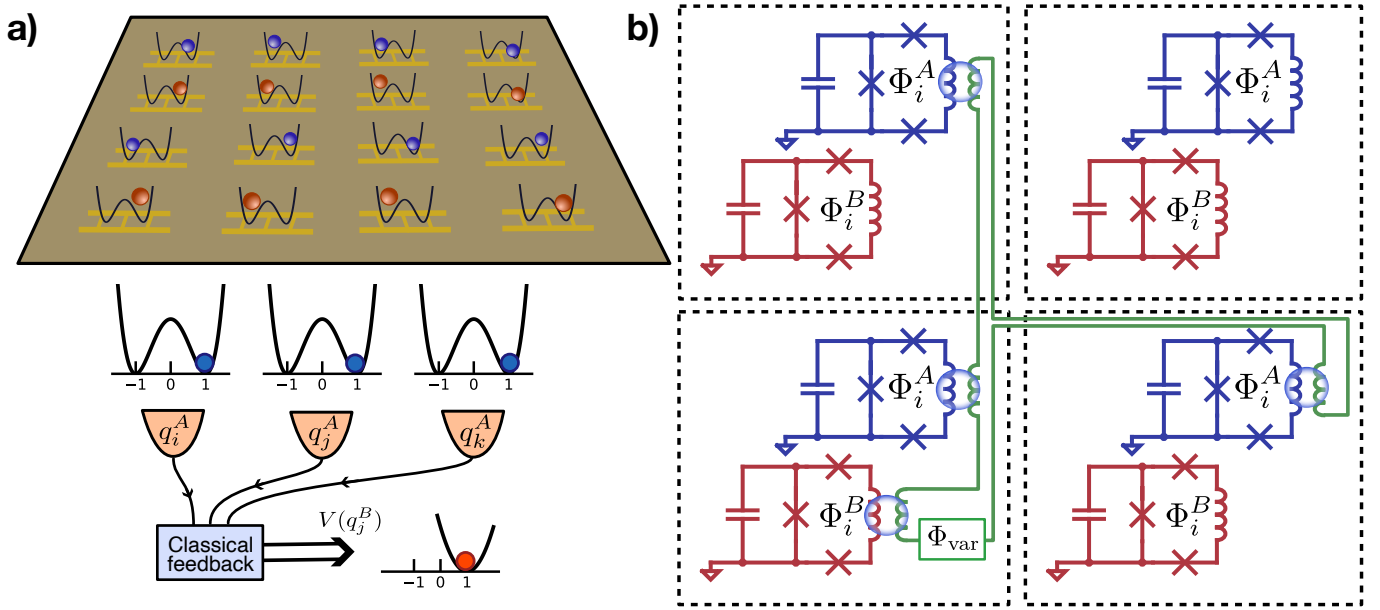 a)
−1 0 1
−1 0 1
−1 0 1
q_i^A
q_j^A
q_k^A
V(q_j^B)
Classical
feedback
0 1
b)
Φ_i^A
Φ_i^A
Φ_i^B
Φ_i^B
Φ_i^A
Φ_i^A
Φ_i^B
Φ_var
Φ_i^B